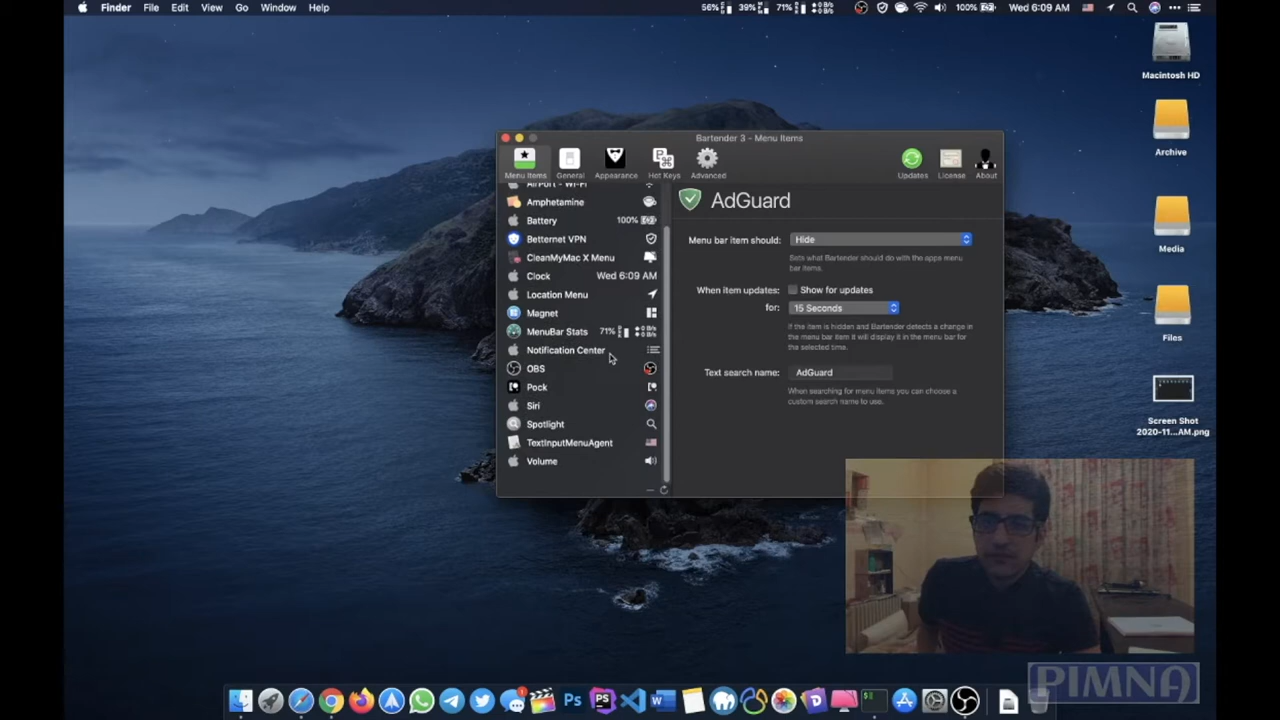 Finder File Edit View Go Window Help 56% 39% 71% 100% Wed 6:09 AM
Macintosh HD
Archive
Media
Files
Screen Shot
2020-11...AM.png
Bartender 3 - Menu Items
Menu Items General Appearance Hot Keys Advanced Updates License About
AirPort - Wi-Fi
Amphetamine
Battery 100%
Betternet VPN
CleanMyMac X Menu
Clock Wed 6:09 AM
Location Menu
Magnet
MenuBar Stats 71%
Notification Center
OBS
Pock
Siri
Spotlight
TextInputMenuAgent
Volume
AdGuard
Menu bar item should: Hide
Sets what Bartender should do with the apps menu
bar items.
When item updates: Show for updates
for: 15 Seconds
If the item is hidden and Bartender detects a change in
the menu bar item it will display it in the menu bar for
the selected time.
Text search name: AdGuard
When searching for menu items you can choose a
custom search name to use.
PIMNA
Ps PS W